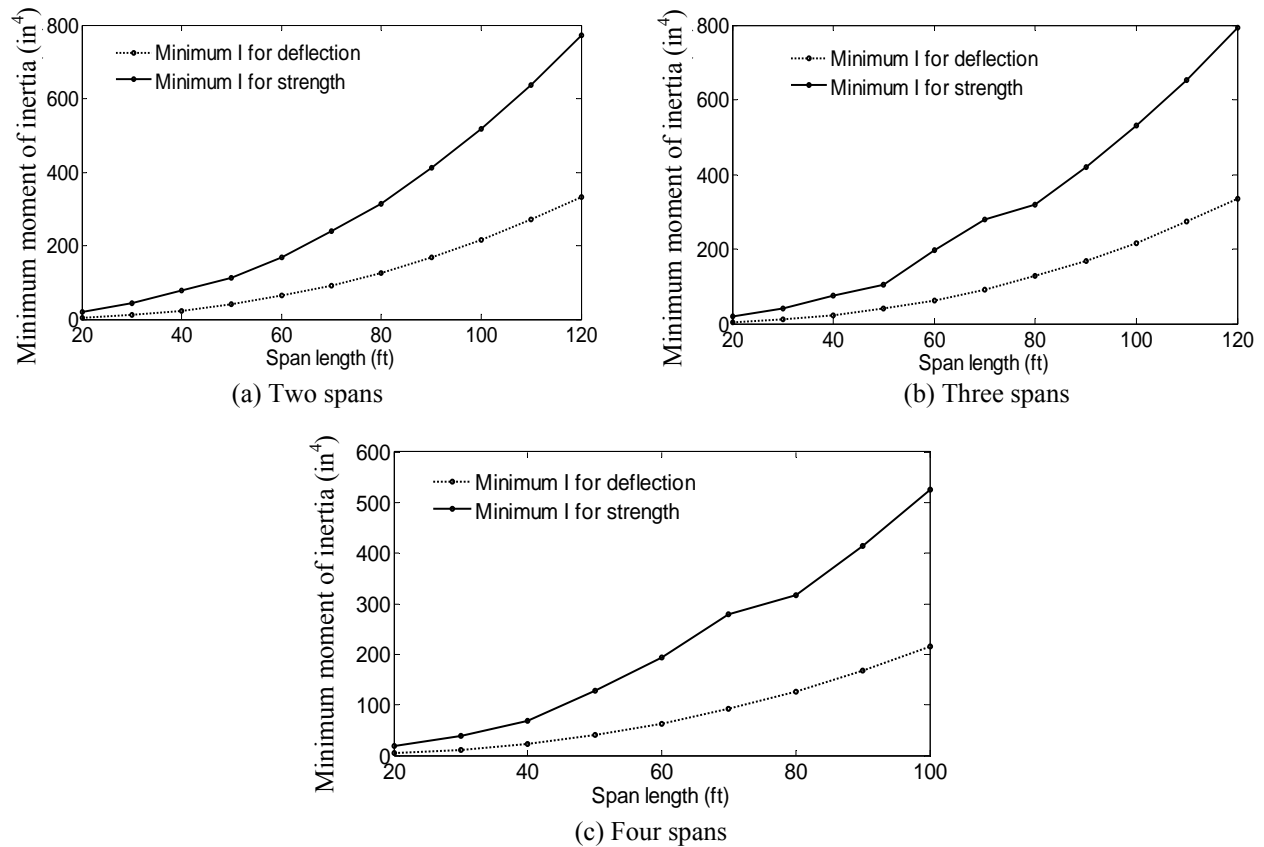 Minimum moment of inertia (in4)
800
600
400
200
0
Minimum I for deflection
Minimum I for strength
20 40 60 80 100 120
Span length (ft)
(a) Two spans
Minimum moment of inertia (in4)
800
600
400
200
0
Minimum I for deflection
Minimum I for strength
20 40 60 80 100 120
Span length (ft)
(b) Three spans
Minimum moment of inertia (in4)
600
500
400
300
200
100
0
Minimum I for deflection
Minimum I for strength
20 40 60 80 100
Span length (ft)
(c) Four spans